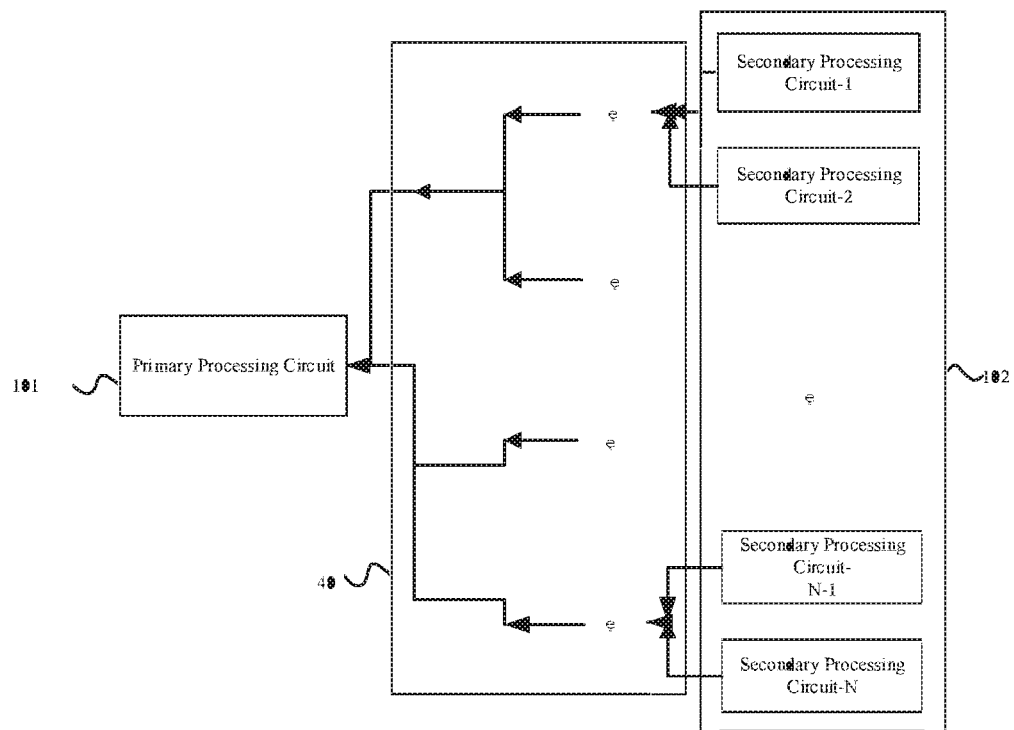 Secondary Processing
Circuit-1
Secondary Processing
Circuit-2
Primary Processing Circuit
101
102
Secondary Processing
Circuit-
N-1
40
Secondary Processing
Circuit-N